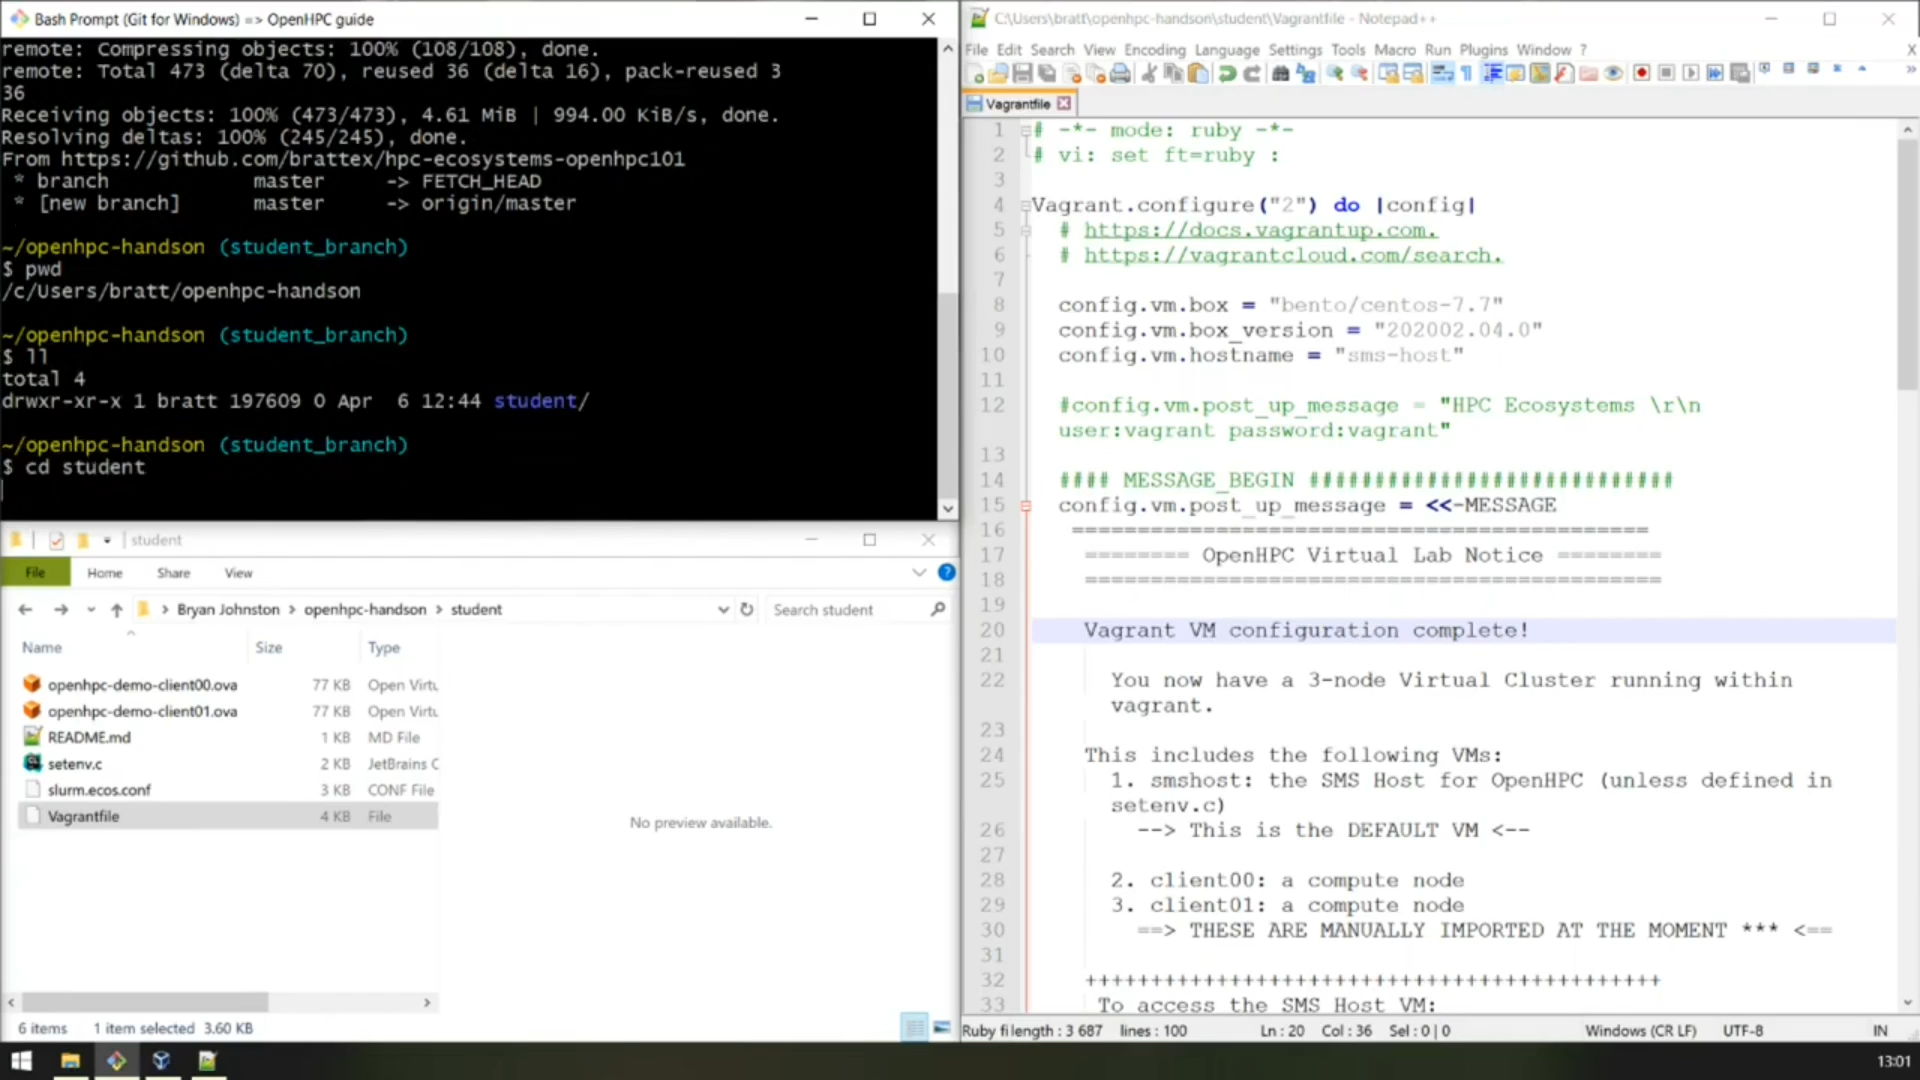 Bash Prompt (Git for Windows) => OpenHPC guide
remote: Compressing objects: 100% (108/108), done.
remote: Total 473 (delta 70), reused 36 (delta 16), pack-reused 3
36
Receiving objects: 100% (473/473), 4.61 MiB | 994.00 KiB/s, done.
Resolving deltas: 100% (245/245), done.
From https://github.com/brattex/hpc-ecosystems-openhpc101
* branch master -> FETCH_HEAD
* [new branch] master -> origin/master
~/openhpc-handson (student_branch)
$ pwd
/c/Users/bratt/openhpc-handson
~/openhpc-handson (student_branch)
$ ll
total 4
drwxr-xr-x 1 bratt 197609 0 Apr 6 12:44 student/
~/openhpc-handson (student_branch)
$ cd student
student
File Home Share View
Bryan Johnston > openhpc-handson > student
Search student
Name Size Type
openhpc-demo-client00.ova 77 KB Open Virtu
openhpc-demo-client01.ova 77 KB Open Virtu
README.md 1 KB MD File
setenv.c 2 KB JetBrains C
slurm.ecos.conf 3 KB CONF File
Vagrantfile 4 KB File
No preview available.
6 items 1 item selected 3.60 KB
C:\Users\bratt\openhpc-handson\student\Vagrantfile - Notepad++
File Edit Search View Encoding Language Settings Tools Macro Run Plugins Window ? X
Vagrantfile
1 # -*- mode: ruby -*-
2 # vi: set ft=ruby :
3
4 Vagrant.configure("2") do |config|
5 # https://docs.vagrantup.com.
6 # https://vagrantcloud.com/search.
7
8 config.vm.box = "bento/centos-7.7"
9 config.vm.box_version = "202002.04.0"
10 config.vm.hostname = "sms-host"
11
12 #config.vm.post_up_message = "HPC Ecosystems \r\n
user:vagrant password:vagrant"
13
14 #### MESSAGE_BEGIN ############################
15 config.vm.post_up_message = <<-MESSAGE
16 ============================================
17 ======== OpenHPC Virtual Lab Notice ========
18 ============================================
19
20 Vagrant VM configuration complete!
21
22 You now have a 3-node Virtual Cluster running within
vagrant.
23
24 This includes the following VMs:
25 1. smshost: the SMS Host for OpenHPC (unless defined in
setenv.c)
26 --> This is the DEFAULT VM <--
27
28 2. client00: a compute node
29 3. client01: a compute node
30 ==> THESE ARE MANUALLY IMPORTED AT THE MOMENT *** <==
31
32 ++++++++++++++++++++++++++++++++++++++++++++
33 To access the SMS Host VM:
Ruby fi length : 3 687 lines : 100 Ln : 20 Col : 36 Sel : 0 | 0 Windows (CR LF) UTF-8 IN
13:01